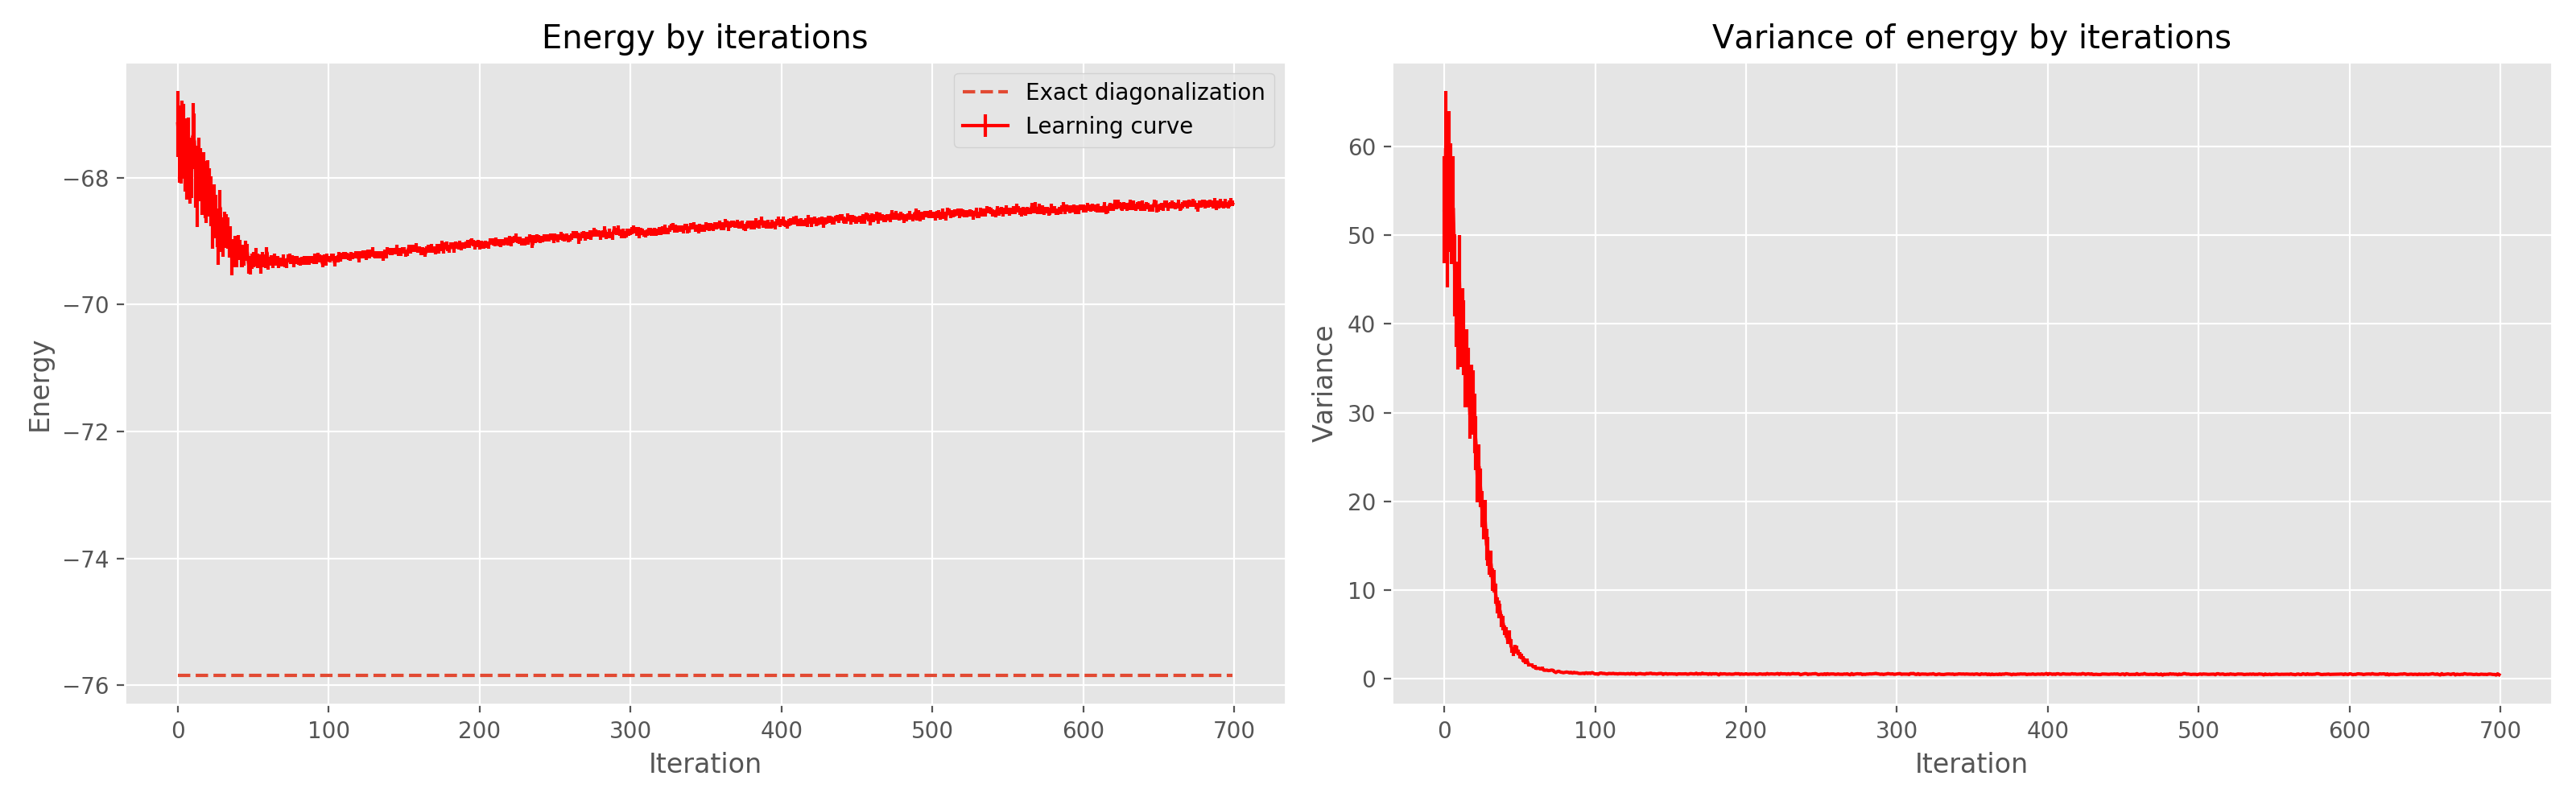 Energy by iterations
Exact diagonalization
Learning curve
−68
−70
−72
−74
−76
Energy
0 100 200 300 400 500 600 700
Iteration
Variance of energy by iterations
60
50
40
30
20
10
0
Variance
0 100 200 300 400 500 600 700
Iteration